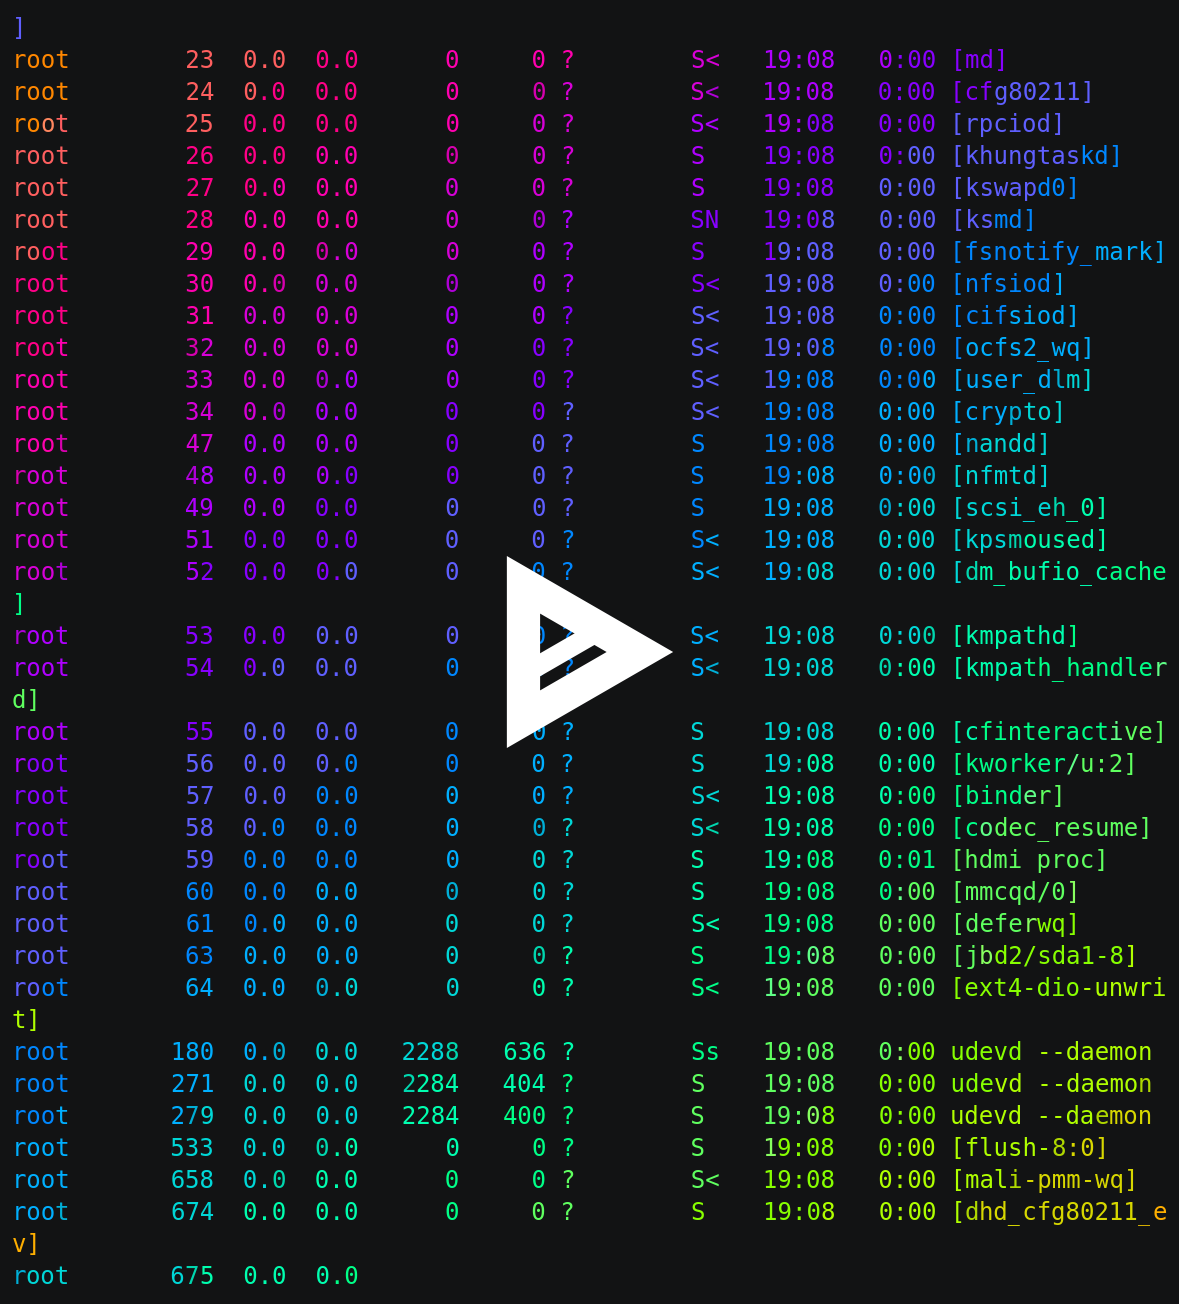 ]
root        23  0.0  0.0      0     0 ?        S<   19:08   0:00 [md]
root        24  0.0  0.0      0     0 ?        S<   19:08   0:00 [cfg80211]
root        25  0.0  0.0      0     0 ?        S<   19:08   0:00 [rpciod]
root        26  0.0  0.0      0     0 ?        S    19:08   0:00 [khungtaskd]
root        27  0.0  0.0      0     0 ?        S    19:08   0:00 [kswapd0]
root        28  0.0  0.0      0     0 ?        SN   19:08   0:00 [ksmd]
root        29  0.0  0.0      0     0 ?        S    19:08   0:00 [fsnotify_mark]
root        30  0.0  0.0      0     0 ?        S<   19:08   0:00 [nfsiod]
root        31  0.0  0.0      0     0 ?        S<   19:08   0:00 [cifsiod]
root        32  0.0  0.0      0     0 ?        S<   19:08   0:00 [ocfs2_wq]
root        33  0.0  0.0      0     0 ?        S<   19:08   0:00 [user_dlm]
root        34  0.0  0.0      0     0 ?        S<   19:08   0:00 [crypto]
root        47  0.0  0.0      0     0 ?        S    19:08   0:00 [nandd]
root        48  0.0  0.0      0     0 ?        S    19:08   0:00 [nfmtd]
root        49  0.0  0.0      0     0 ?        S    19:08   0:00 [scsi_eh_0]
root        51  0.0  0.0      0     0 ?        S<   19:08   0:00 [kpsmoused]
root        52  0.0  0.0      0     0 ?        S<   19:08   0:00 [dm_bufio_cache
]
root        53  0.0  0.0      0     0 ?        S<   19:08   0:00 [kmpathd]
root        54  0.0  0.0      0       ?        S<   19:08   0:00 [kmpath_handler
d]
root        55  0.0  0.0      0     0 ?        S    19:08   0:00 [cfinteractive]
root        56  0.0  0.0      0     0 ?        S    19:08   0:00 [kworker/u:2]
root        57  0.0  0.0      0     0 ?        S<   19:08   0:00 [binder]
root        58  0.0  0.0      0     0 ?        S<   19:08   0:00 [codec_resume]
root        59  0.0  0.0      0     0 ?        S    19:08   0:01 [hdmi proc]
root        60  0.0  0.0      0     0 ?        S    19:08   0:00 [mmcqd/0]
root        61  0.0  0.0      0     0 ?        S<   19:08   0:00 [deferwq]
root        63  0.0  0.0      0     0 ?        S    19:08   0:00 [jbd2/sda1-8]
root        64  0.0  0.0      0     0 ?        S<   19:08   0:00 [ext4-dio-unwri
t]
root       180  0.0  0.0   2288   636 ?        Ss   19:08   0:00 udevd --daemon
root       271  0.0  0.0   2284   404 ?        S    19:08   0:00 udevd --daemon
root       279  0.0  0.0   2284   400 ?        S    19:08   0:00 udevd --daemon
root       533  0.0  0.0      0     0 ?        S    19:08   0:00 [flush-8:0]
root       658  0.0  0.0      0     0 ?        S<   19:08   0:00 [mali-pmm-wq]
root       674  0.0  0.0      0     0 ?        S    19:08   0:00 [dhd_cfg80211_e
v]
root       675  0.0  0.0